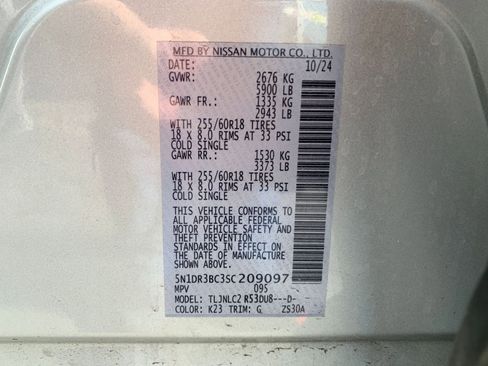 MFD BY NISSAN MOTOR CO., LTD.
DATE: 10/24
GVWR: 2676 KG
5900 LB
GAWR FR.: 1335 KG
2943 LB
WITH 255/60R18 TIRES
18 X 8.0 RIMS AT 33 PSI
COLD SINGLE
GAWR RR.: 1530 KG
3373 LB
WITH 255/60R18 TIRES
18 X 8.0 RIMS AT 33 PSI
COLD SINGLE
THIS VEHICLE CONFORMS TO
ALL APPLICABLE FEDERAL
MOTOR VEHICLE SAFETY AND
THEFT PREVENTION
STANDARDS IN EFFECT ON
THE DATE OF MANUFACTURE
SHOWN ABOVE.
5N1DR3BC3SC209097
MPV 095
MODEL: TLJNLC2 R53DU8---D-
COLOR: K23 TRIM: G ZS30A